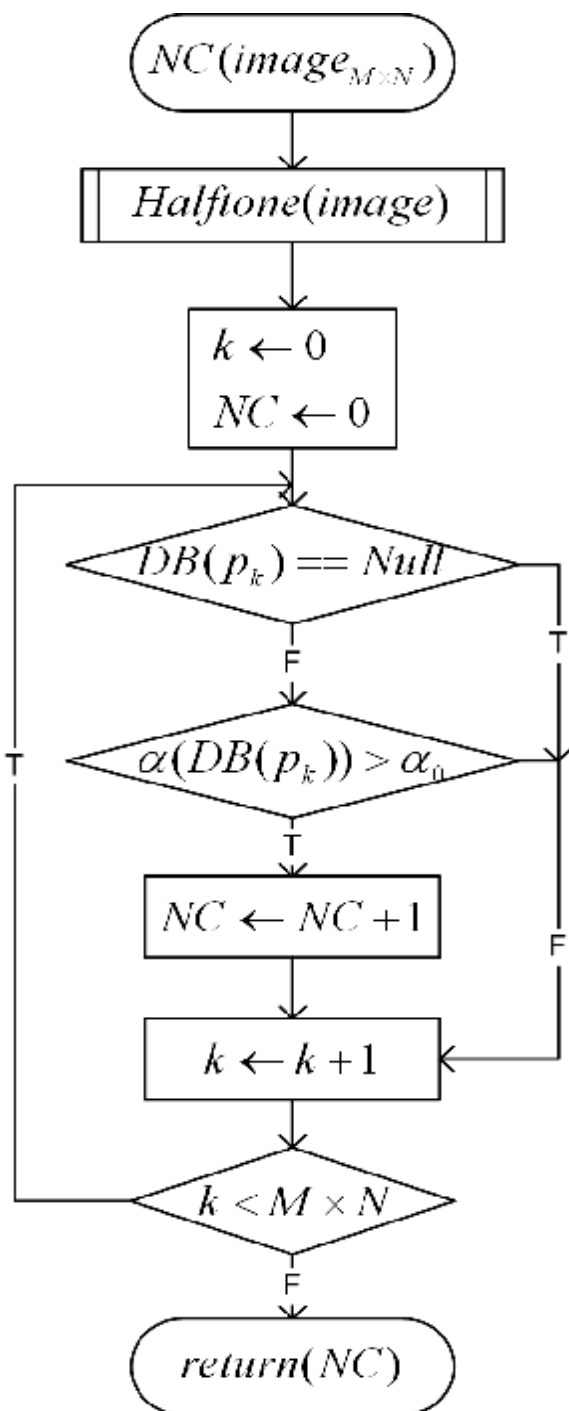 NC(image_{M×N})
Halftone(image)
k ← 0
NC ← 0
DB(p_k) == Null
T
F
T
α(DB(p_k)) > α_0
T
NC ← NC + 1
F
k ← k + 1
k < M × N
F
return(NC)